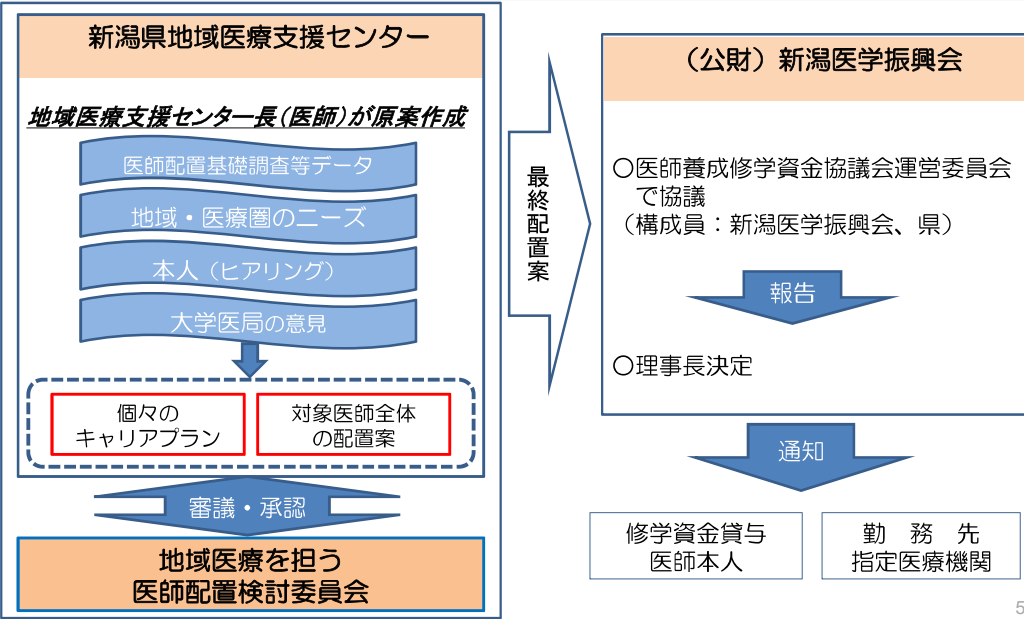 新潟県地域医療支援センター
地域医療支援センター長（医師）が原案作成
医師配置基礎調査等データ
地域・医療圏のニーズ
本人（ヒアリング）
大学医局の意見
個々の
キャリアプラン
対象医師全体
の配置案
審議・承認
地域医療を担う
医師配置検討委員会
最終配置案
（公財）新潟医学振興会
〇医師養成修学資金協議会運営委員会
で協議
（構成員：新潟医学振興会、県）
報告
〇理事長決定
通知
修学資金貸与
医師本人
勤　務　先
指定医療機関
5